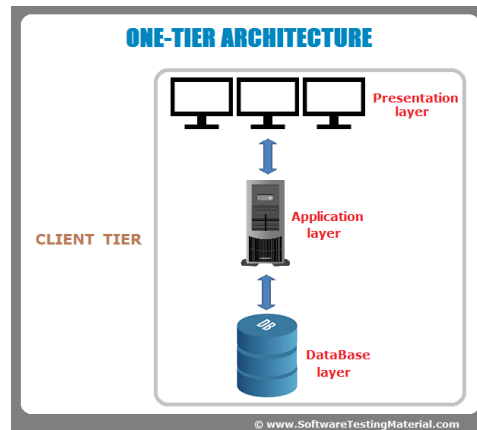 ONE-TIER ARCHITECTURE
Presentation
layer
Application
layer
CLIENT TIER
DB
DataBase
layer
© www.SoftwareTestingMaterial.com